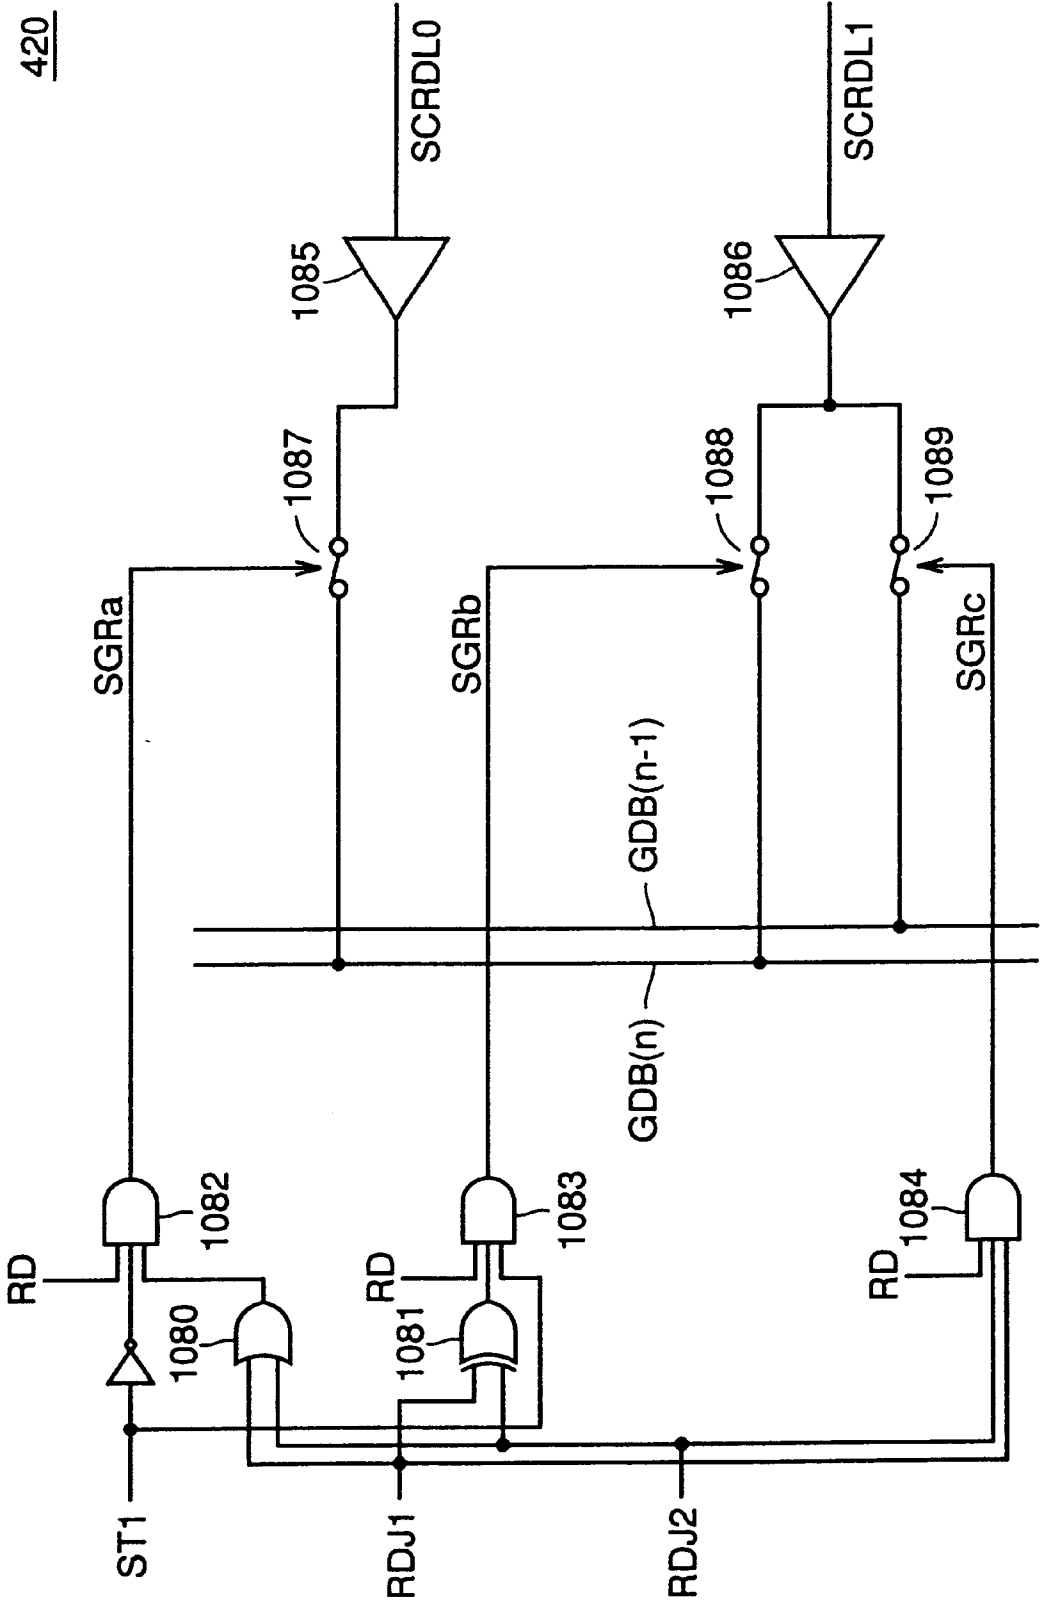 420
SCRDL0
SCRDL1
1085
1086
1087
1088
1089
SGRa
SGRb
SGRc
GDB(n-1)
GDB(n)
RD
1082
RD
1083
RD
1084
1080
1081
ST1
RDJ1
RDJ2